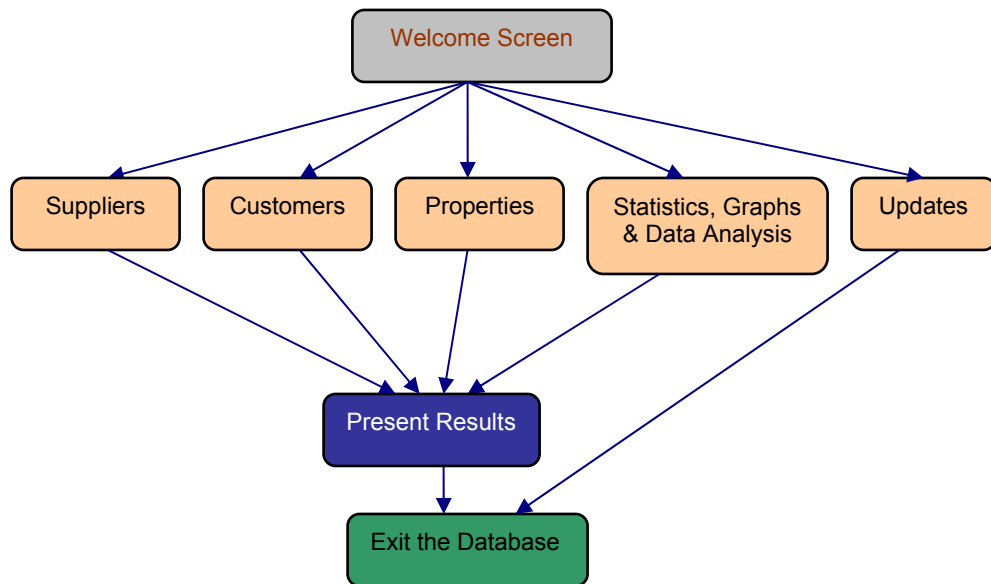 Welcome Screen
Suppliers
Customers
Properties
Statistics, Graphs
& Data Analysis
Updates
Present Results
Exit the Database